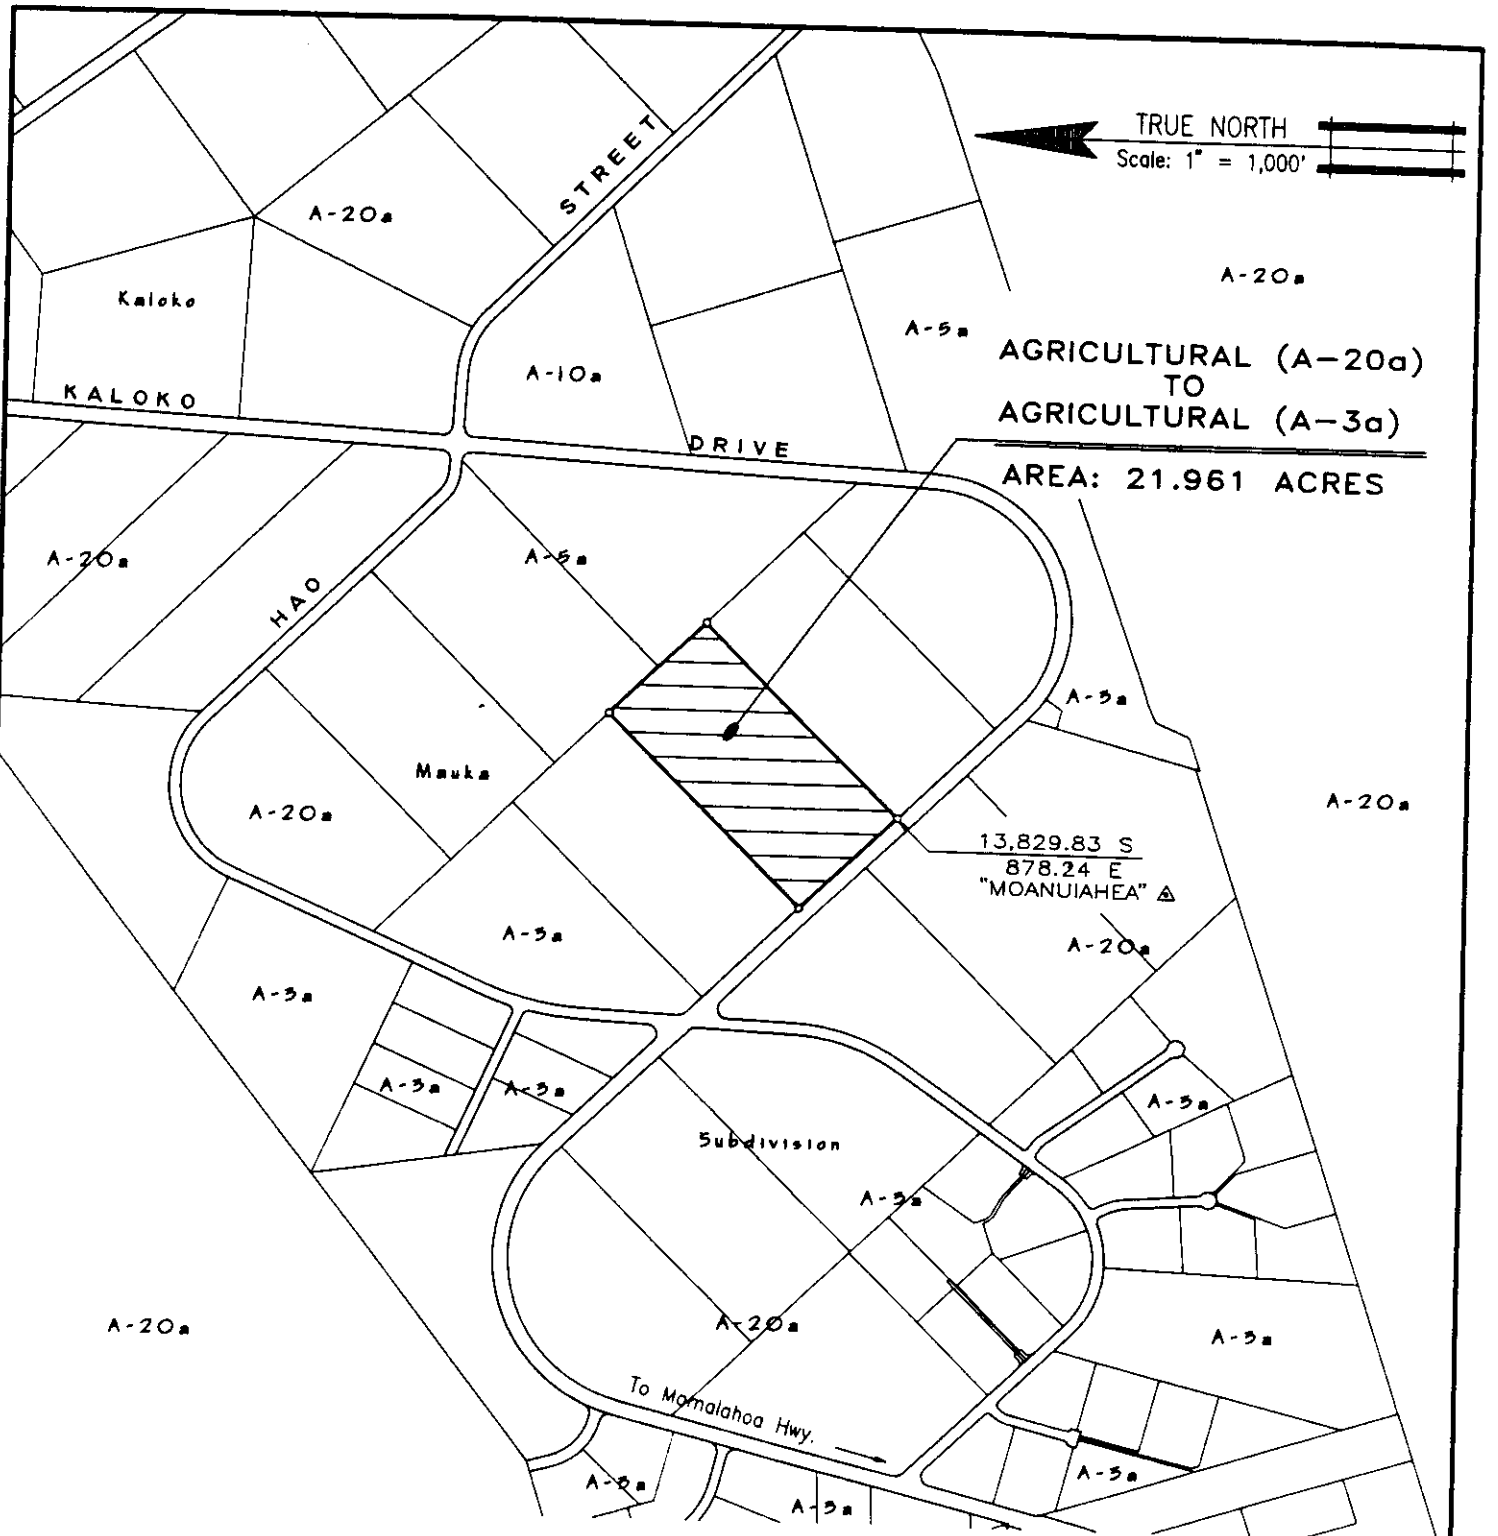 STREET
TRUE NORTH
Scale: 1" = 1,000'
A-20a
A-20a
Kaloko
A-5a
A-10a
AGRICULTURAL (A-20a)
TO
AGRICULTURAL (A-3a)
KALOKO
DRIVE
AREA: 21.961 ACRES
A-20a
A-5a
HAO
A-3a
Mauka
A-20a
A-20a
13,829.83 S
878.24 E
"MOANUIAHEA"
A-3a
A-20a
A-3a
A-3a
A-3a
A-3a
Subdivision
A-3a
A-20a
A-20a
A-3a
To Mamalahoa Hwy.
A-3a
A-3a
A-3a